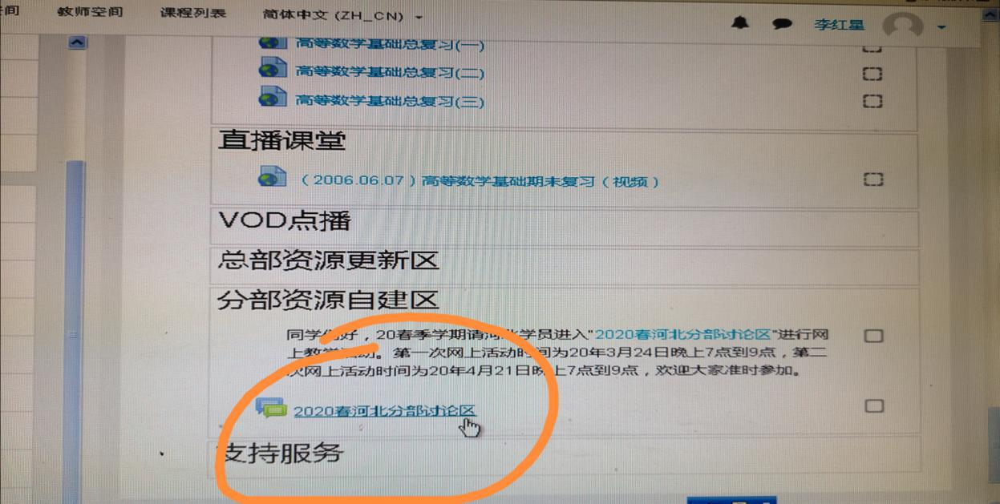 间
教师空间
课程列表
简体中文 (ZH_CN)
李红星
高等数学基础总复习(一)
高等数学基础总复习(二)
高等数学基础总复习(三)
直播课堂
（2006.06.07）高等数学基础期末复习（视频）
VOD点播
总部资源更新区
分部资源自建区
同学们好，20春季学期请河北学员进入"2020春河北分部讨论区"进行网
上教学活动。第一次网上活动时间为20年3月24日晚上7点到9点，第二
次网上活动时间为20年4月21日晚上7点到9点，欢迎大家准时参加。
2020春河北分部讨论区
支持服务